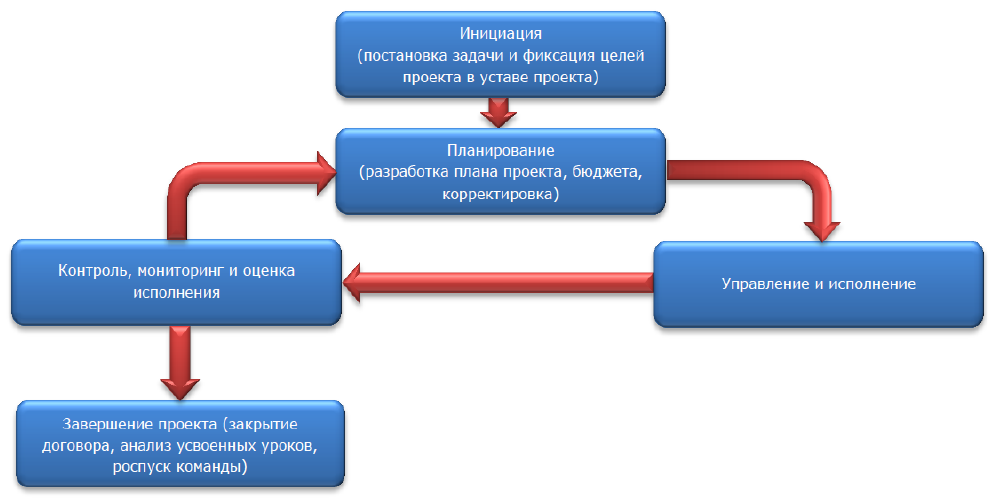 Инициация
(постановка задачи и фиксация целей
проекта в уставе проекта)
Планирование
(разработка плана проекта, бюджета,
корректировка)
Контроль, мониторинг и оценка
исполнения
Управление и исполнение
Завершение проекта (закрытие
договора, анализ усвоенных уроков,
роспуск команды)